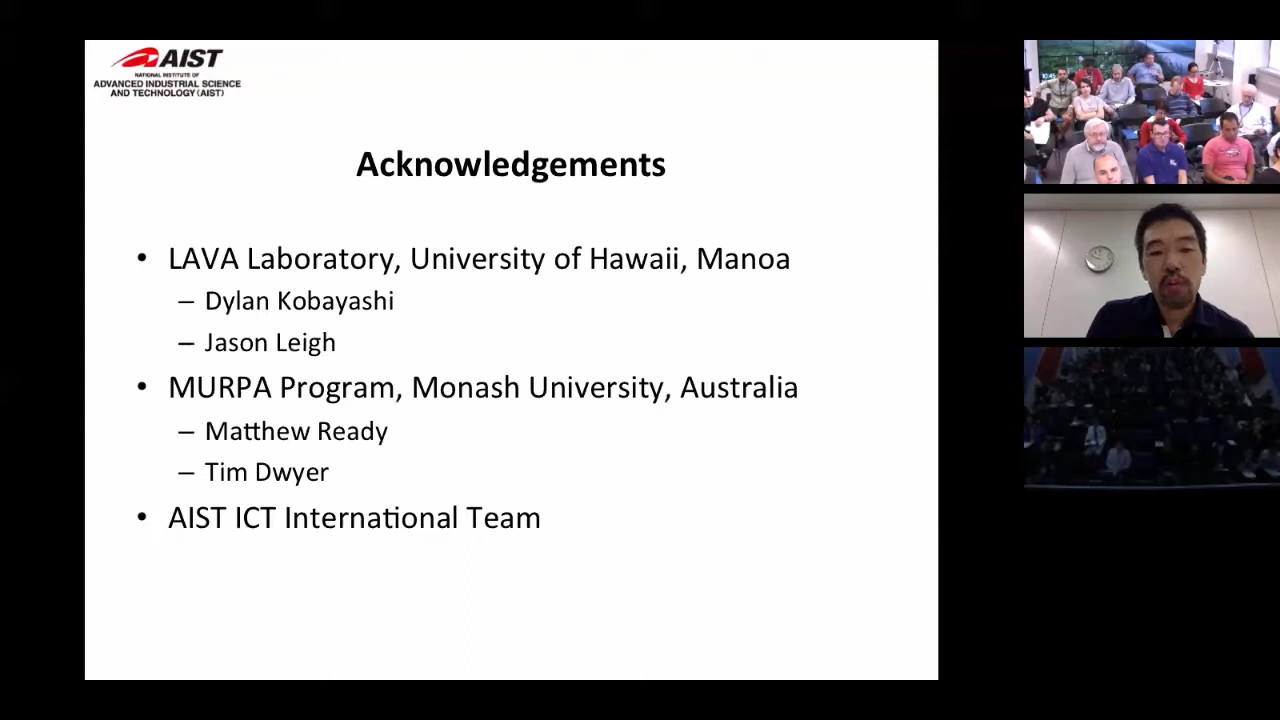 AIST
NATIONAL INSTITUTE OF
ADVANCED INDUSTRIAL SCIENCE
AND TECHNOLOGY (AIST)
Acknowledgements
• LAVA Laboratory, University of Hawaii, Manoa
– Dylan Kobayashi
– Jason Leigh
• MURPA Program, Monash University, Australia
– Matthew Ready
– Tim Dwyer
• AIST ICT International Team